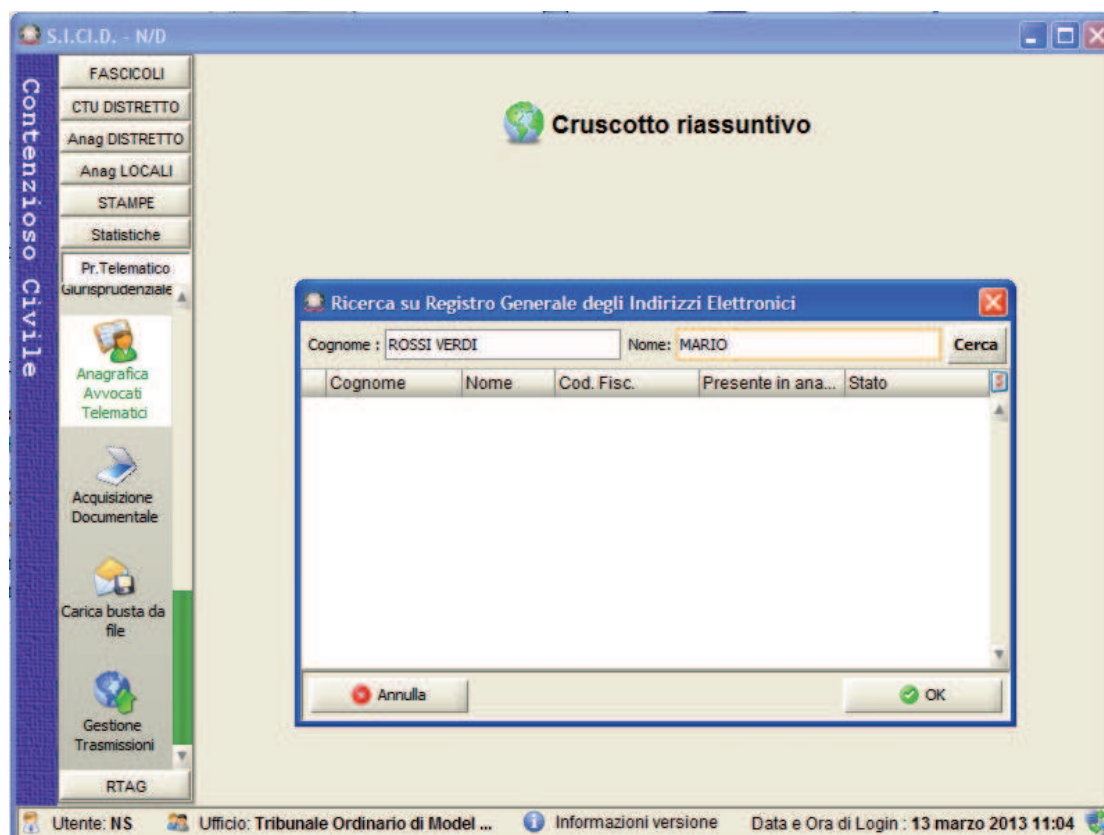 S.I.CI.D. - N/D
Contenzioso Civile
FASCICOLI
CTU DISTRETTO
Anag DISTRETTO
Anag LOCALI
STAMPE
Statistiche
Pr.Telematico
Giurisprudenziale
Anagrafica
Avvocati
Telematici
Acquisizione
Documentale
Carica busta da
file
Gestione
Trasmissioni
RTAG
Cruscotto riassuntivo
Ricerca su Registro Generale degli Indirizzi Elettronici
Cognome : ROSSI VERDI Nome: MARIO Cerca
Cognome Nome Cod. Fisc. Presente in ana... Stato
Annulla OK
Utente: NS Ufficio: Tribunale Ordinario di Model ... Informazioni versione Data e Ora di Login : 13 marzo 2013 11:04